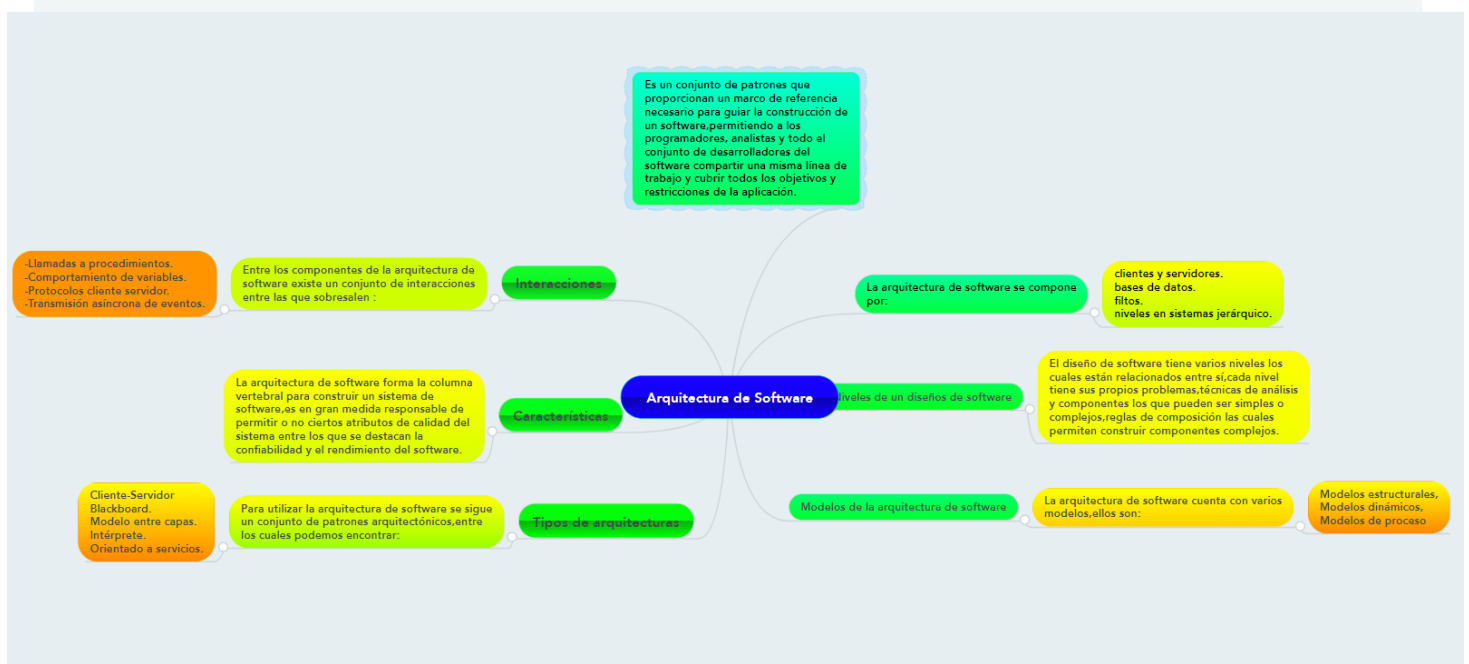 Es un conjunto de patrones que
proporcionan un marco de referencia
necesario para guiar la construcción de
un software,permitiendo a los
programadores, analistas y todo el
conjunto de desarrolladores del
software compartir una misma línea de
trabajo y cubrir todos los objetivos y
restricciones de la aplicación.
Arquitectura de Software
Interacciones
Entre los componentes de la arquitectura de
software existe un conjunto de interacciones
entre las que sobresalen :
-Llamadas a procedimientos.
-Comportamiento de variables.
-Protocolos cliente servidor.
-Transmisión asíncrona de eventos.
Características
La arquitectura de software forma la columna
vertebral para construir un sistema de
software,es en gran medida responsable de
permitir o no ciertos atributos de calidad del
sistema entre los que se destacan la
confiabilidad y el rendimiento del software.
Tipos de arquitecturas
Para utilizar la arquitectura de software se sigue
un conjunto de patrones arquitectónicos,entre
los cuales podemos encontrar:
Cliente-Servidor
Blackboard.
Modelo entre capas.
Intérprete.
Orientado a servicios.
La arquitectura de software se compone
por:
clientes y servidores.
bases de datos.
filtos.
niveles en sistemas jerárquico.
Niveles de un diseños de software
El diseño de software tiene varios niveles los
cuales están relacionados entre sí,cada nivel
tiene sus propios problemas,técnicas de análisis
y componentes los que pueden ser simples o
complejos,reglas de composición las cuales
permiten construir componentes complejos.
Modelos de la arquitectura de software
La arquitectura de software cuenta con varios
modelos,ellos son:
Modelos estructurales,
Modelos dinámicos,
Modelos de proceso